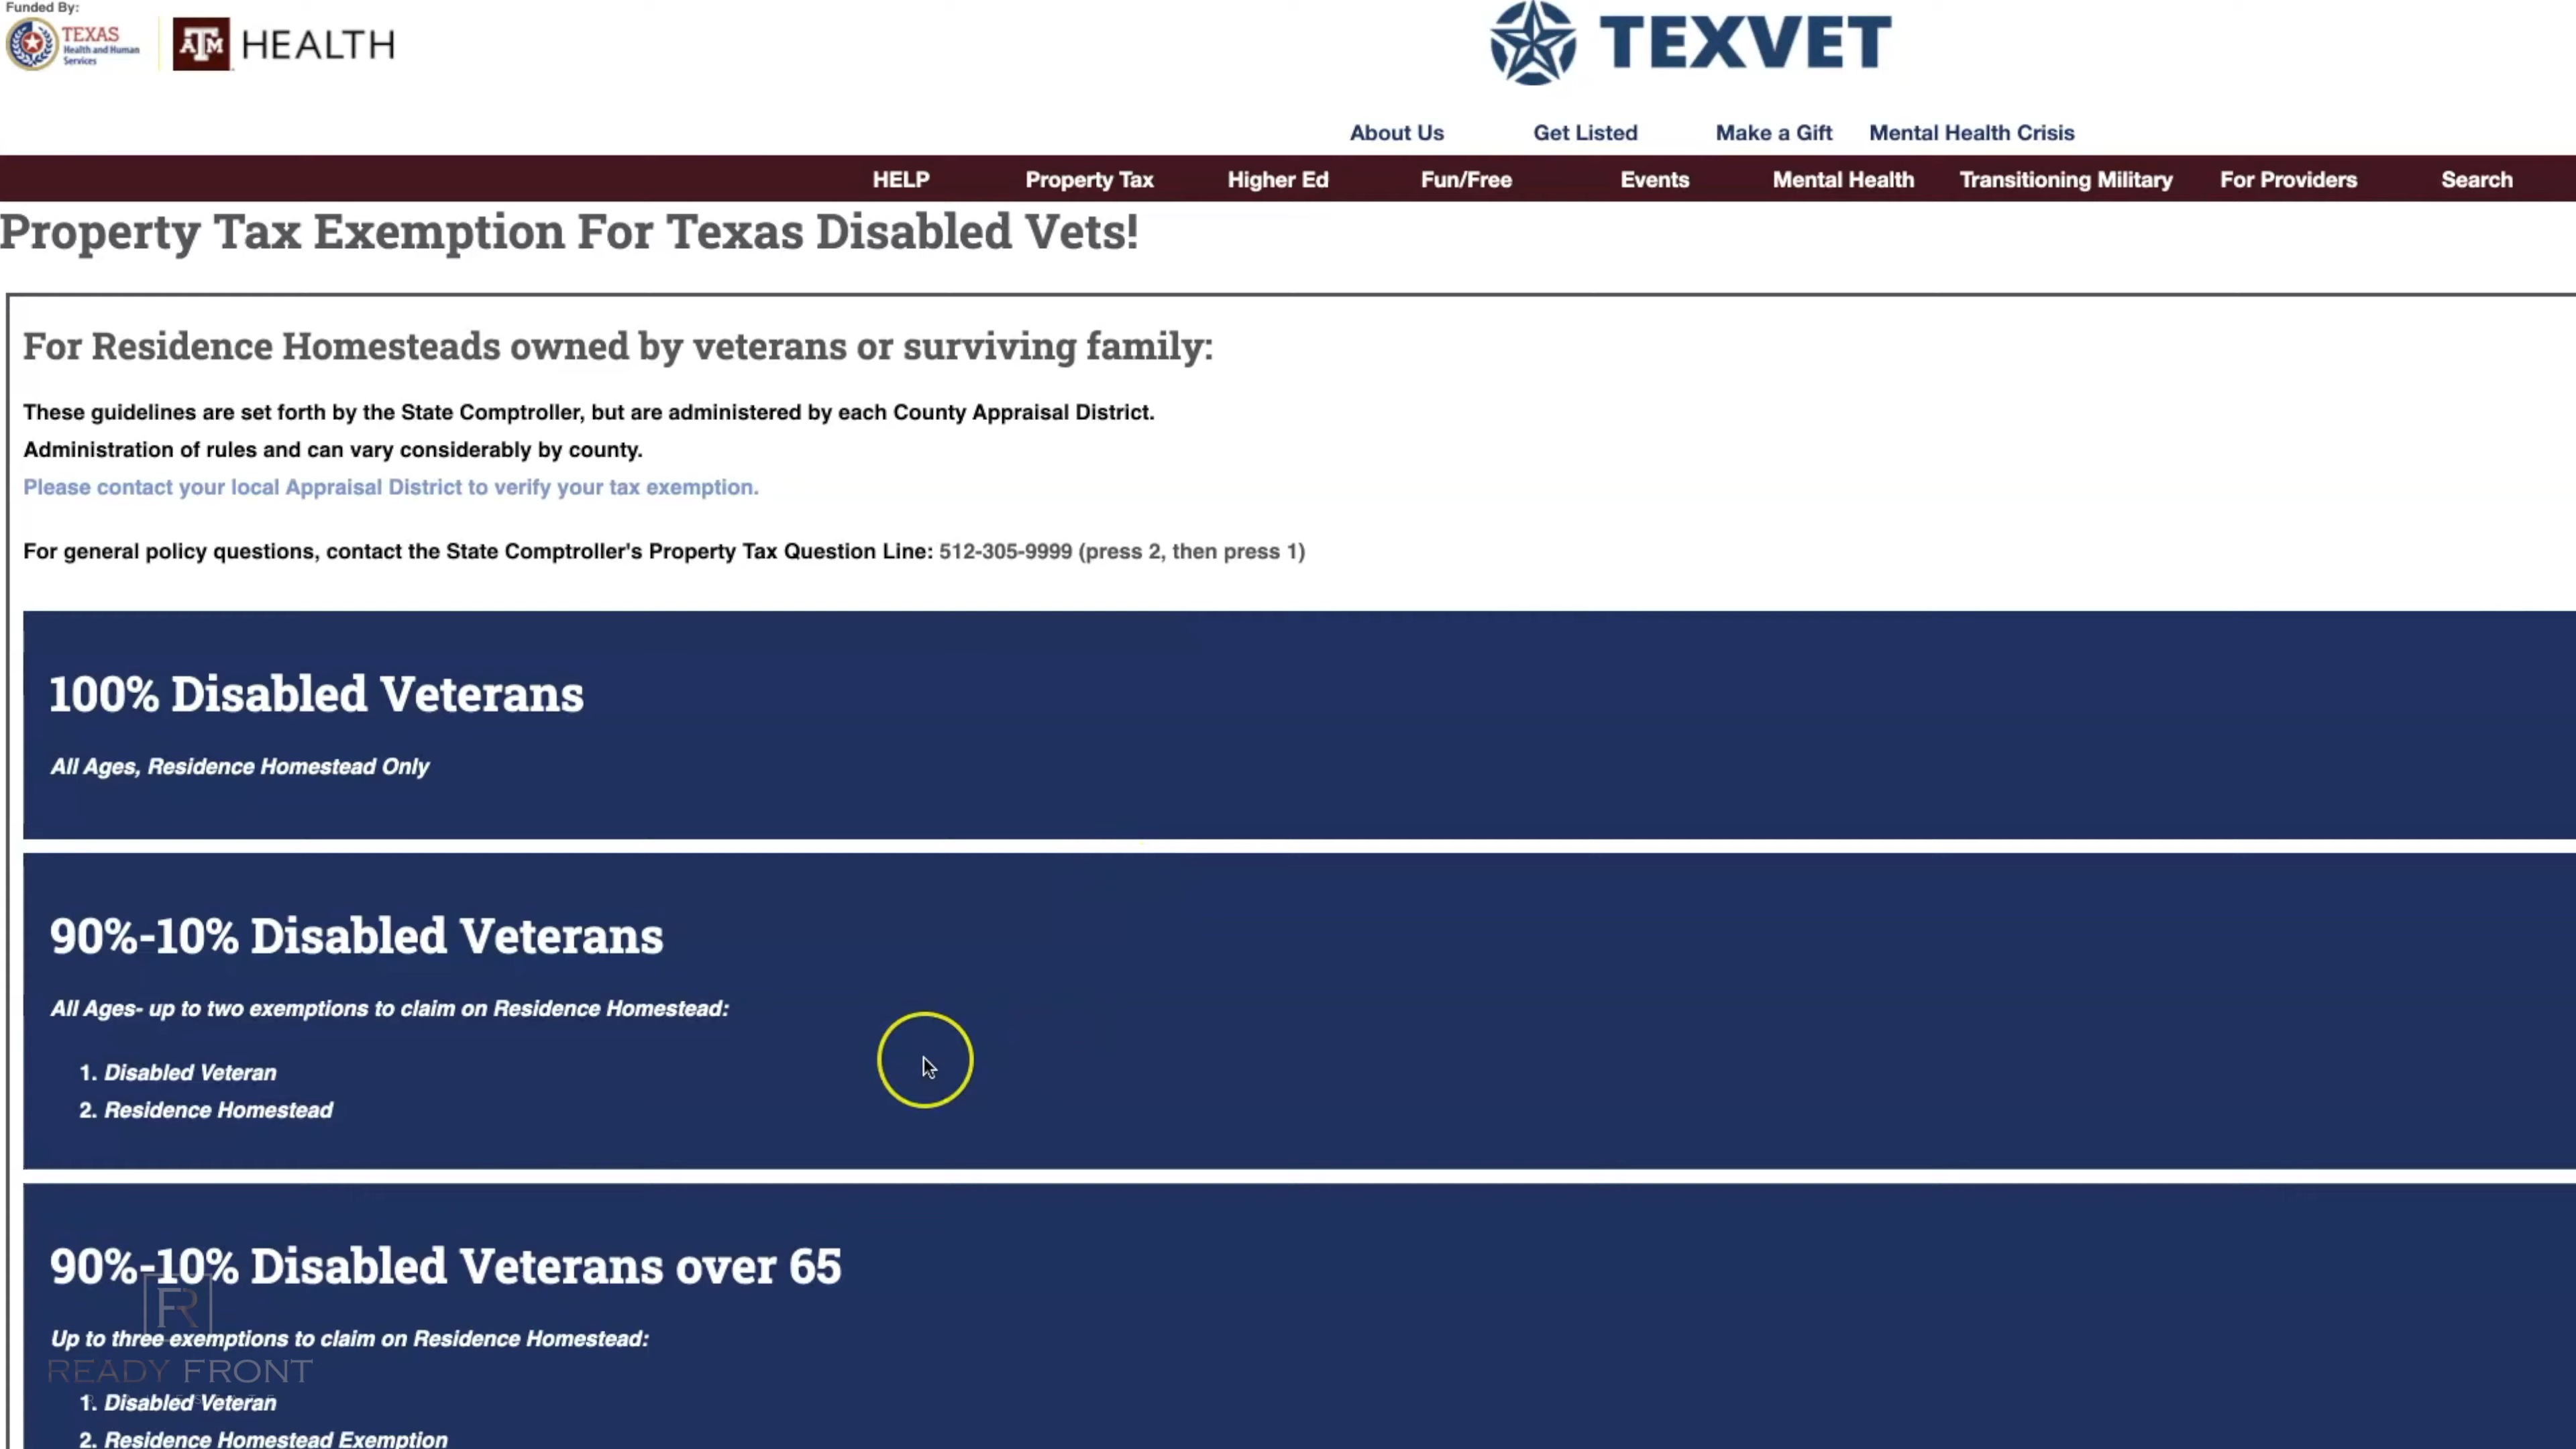 Funded By:
TEXAS
Health and Human
Services
ATM HEALTH
TEXVET
About Us Get Listed Make a Gift Mental Health Crisis
HELP Property Tax Higher Ed Fun/Free Events Mental Health Transitioning Military For Providers Search
Property Tax Exemption For Texas Disabled Vets!
For Residence Homesteads owned by veterans or surviving family:
These guidelines are set forth by the State Comptroller, but are administered by each County Appraisal District.
Administration of rules and can vary considerably by county.
Please contact your local Appraisal District to verify your tax exemption.
For general policy questions, contact the State Comptroller's Property Tax Question Line: 512-305-9999 (press 2, then press 1)
100% Disabled Veterans
All Ages, Residence Homestead Only
90%-10% Disabled Veterans
All Ages- up to two exemptions to claim on Residence Homestead:
1. Disabled Veteran
2. Residence Homestead
90%-10% Disabled Veterans over 65
FR
Up to three exemptions to claim on Residence Homestead:
READY FRONT
1. Disabled Veteran
2. Residence Homestead Exemption